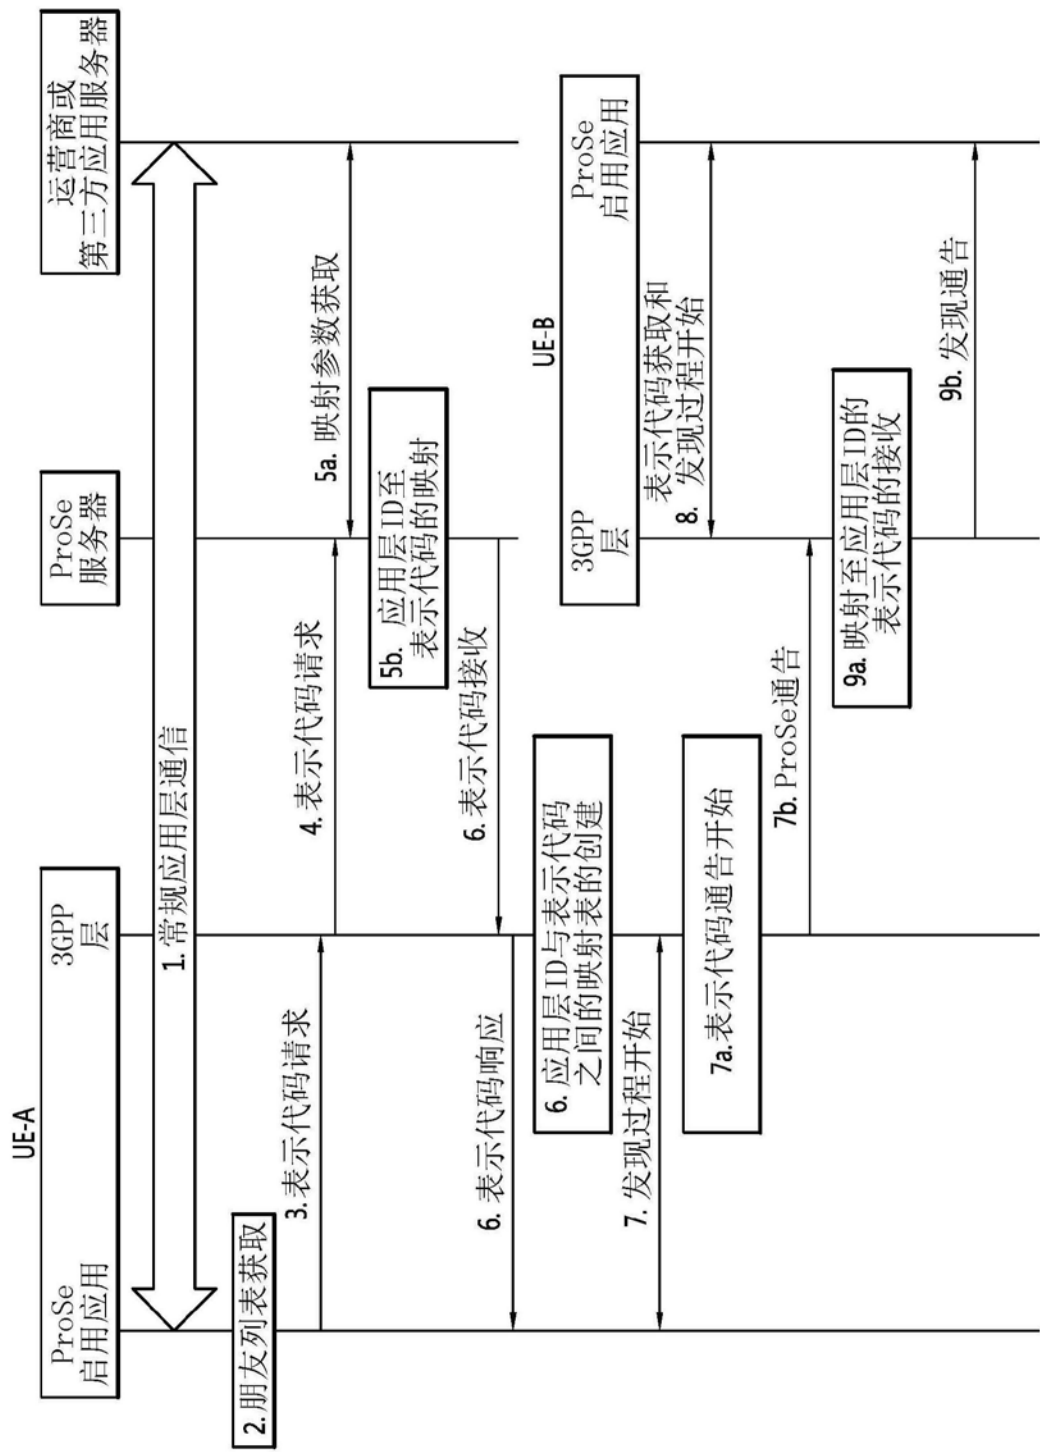 UE-A
ProSe
启用应用
3GPP
层
ProSe
服务器
运营商或
第三方应用服务器
1. 常规应用层通信
2. 朋友列表获取
3. 表示代码请求
4. 表示代码请求
5a. 映射参数获取
5b. 应用层ID至
表示代码的映射
6. 表示代码接收
6. 表示代码响应
6. 应用层ID与表示代码
之间的映射表的创建
UE-B
3GPP
层
ProSe
启用应用
7. 发现过程开始
7a. 表示代码通告开始
8. 表示代码获取和
发现过程开始
7b. ProSe通告
9a. 映射至应用层ID的
表示代码的接收
9b. 发现通告